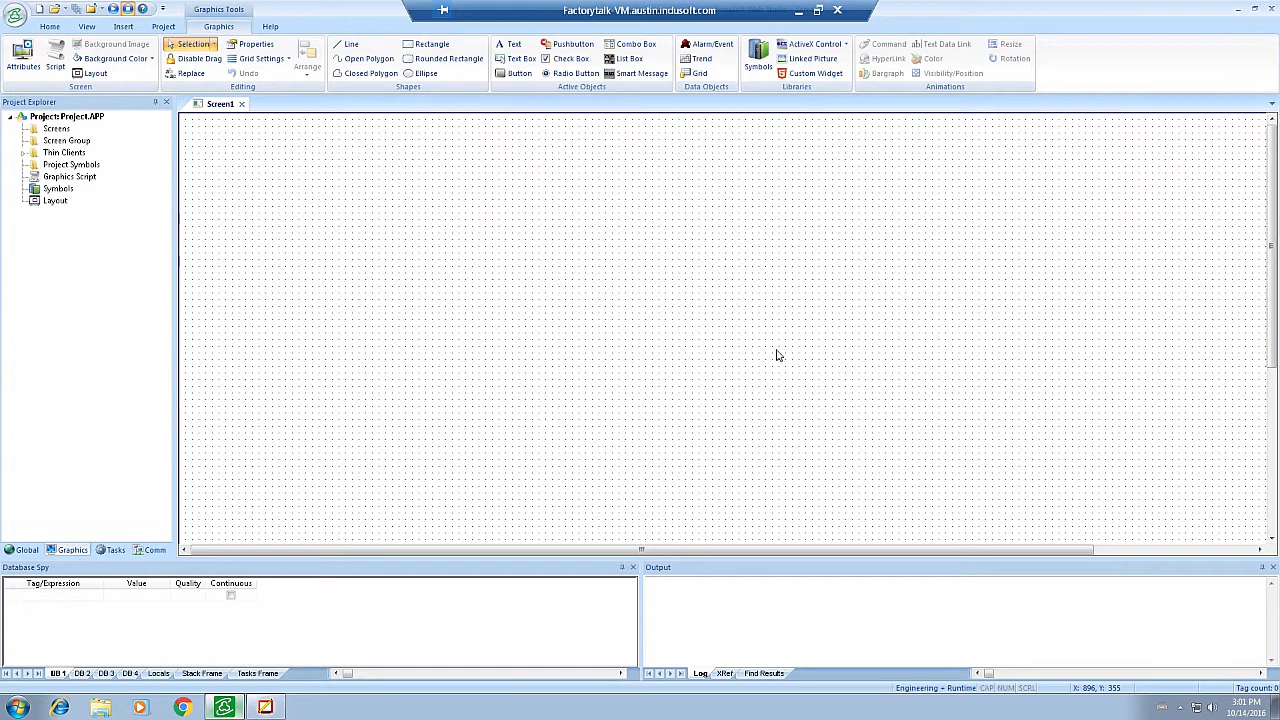 Graphics Tools
Factorytalk-VM.austin.indusoft.com
Home View Insert Project Graphics Help
Attributes Script Background Image
Background Color
Layout
Screen
Selection Properties
Disable Drag Grid Settings
Replace Undo
Arrange
Editing
Line Rectangle
Open Polygon Rounded Rectangle
Closed Polygon Ellipse
Shapes
Text Pushbutton Combo Box
Text Box Check Box List Box
Button Radio Button Smart Message
Active Objects
Alarm/Event
Trend
Grid
Data Objects
Symbols ActiveX Control
Linked Picture
Custom Widget
Libraries
Command Text Data Link Resize
HyperLink Color Rotation
Bargraph Visibility/Position
Animations
Project Explorer
Screen1
Project: Project.APP
Screens
Screen Group
Thin Clients
Project Symbols
Graphics Script
Symbols
Layout
Global Graphics Tasks Comm
Database Spy
Tag/Expression Value Quality Continuous
DB 1 DB 2 DB 3 DB 4 Locals Stack Frame Tasks Frame
Output
Log XRef Find Results
Engineering + Runtime CAP NUM SCRL X: 896, Y: 355 Tag count: 0
3:01 PM
10/14/2016